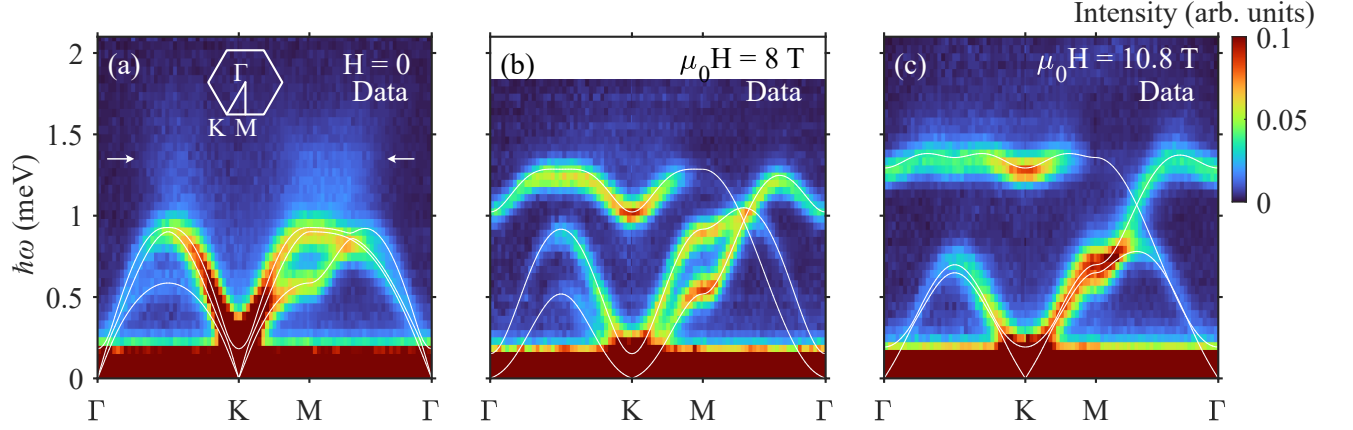 Intensity (arb. units)
(a)
H = 0
Data
Γ
K M
(b)
μ0H = 8 T
Data
(c)
μ0H = 10.8 T
Data
0.1
0.05
0
ħω (meV)
2
1.5
1
0.5
0
Γ K M Γ
Γ K M Γ
Γ K M Γ